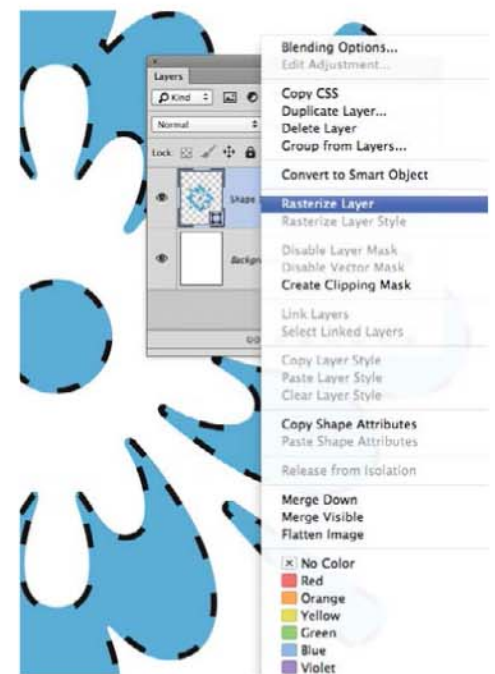 Layers
Kind
Normal
Lock:
Shape
Blending Options...
Edit Adjustment...
Copy CSS
Duplicate Layer...
Delete Layer
Group from Layers...
Convert to Smart Object
Rasterize Layer
Rasterize Layer Style
Disable Layer Mask
Disable Vector Mask
Create Clipping Mask
Link Layers
Select Linked Layers
Copy Layer Style
Paste Layer Style
Clear Layer Style
Copy Shape Attributes
Paste Shape Attributes
Release from Isolation
Merge Down
Merge Visible
Flatten Image
No Color
Red
Orange
Yellow
Green
Blue
Violet